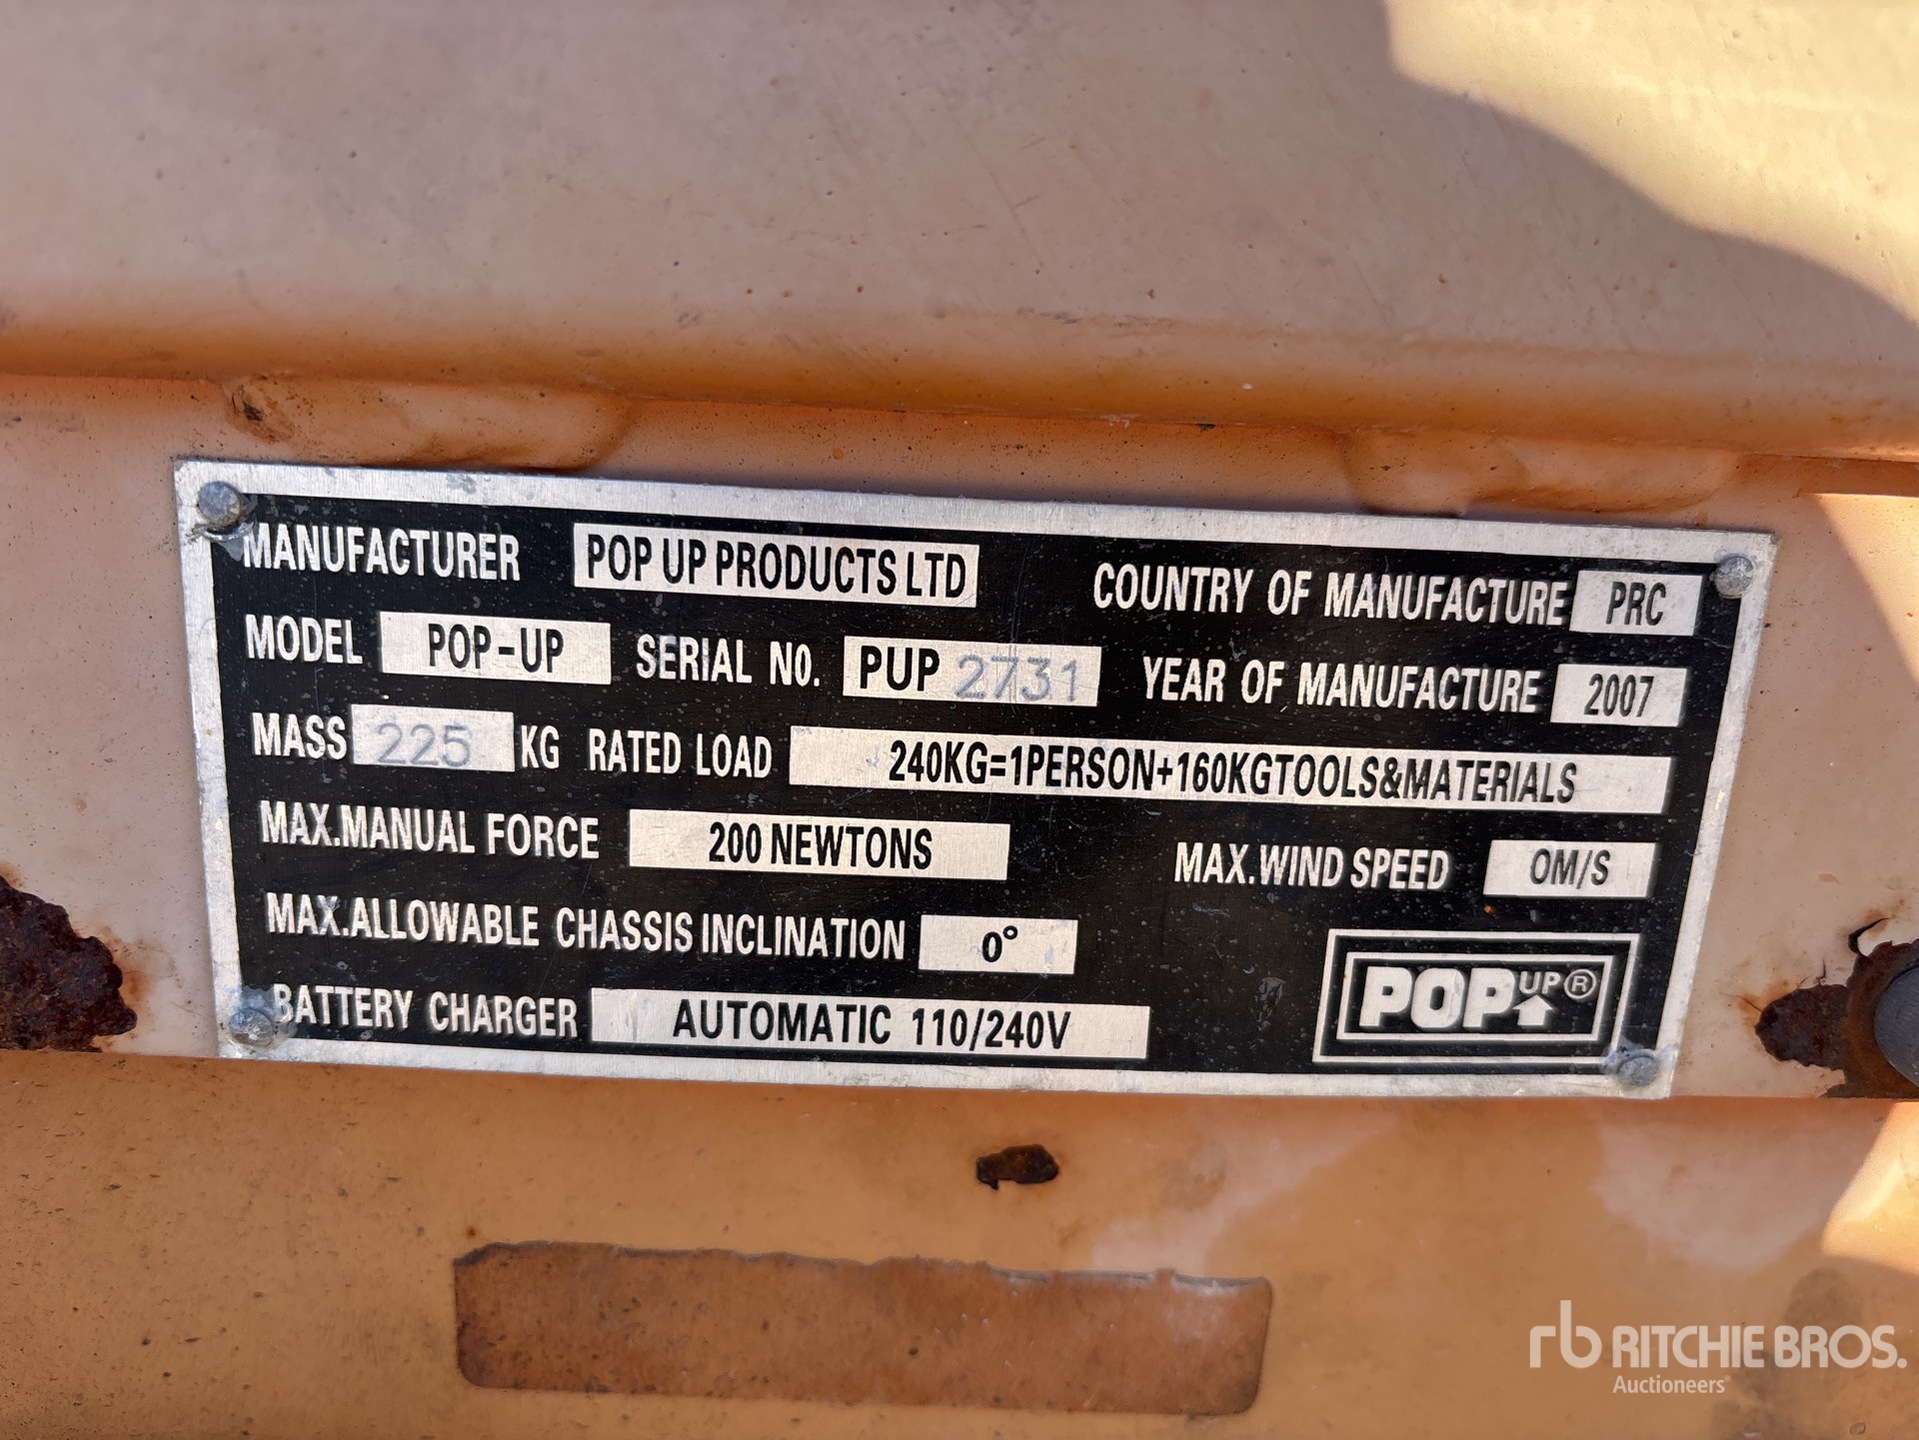 MANUFACTURER POP UP PRODUCTS LTD COUNTRY OF MANUFACTURE PRC
MODEL POP-UP SERIAL NO. PUP 2731 YEAR OF MANUFACTURE 2007
MASS 225 KG RATED LOAD 240KG=1PERSON+160KGTOOLS&MATERIALS
MAX.MANUAL FORCE 200 NEWTONS MAX.WIND SPEED 0M/S
MAX.ALLOWABLE CHASSIS INCLINATION 0°
BATTERY CHARGER AUTOMATIC 110/240V
POP UP®
rb RITCHIE BROS.
Auctioneers